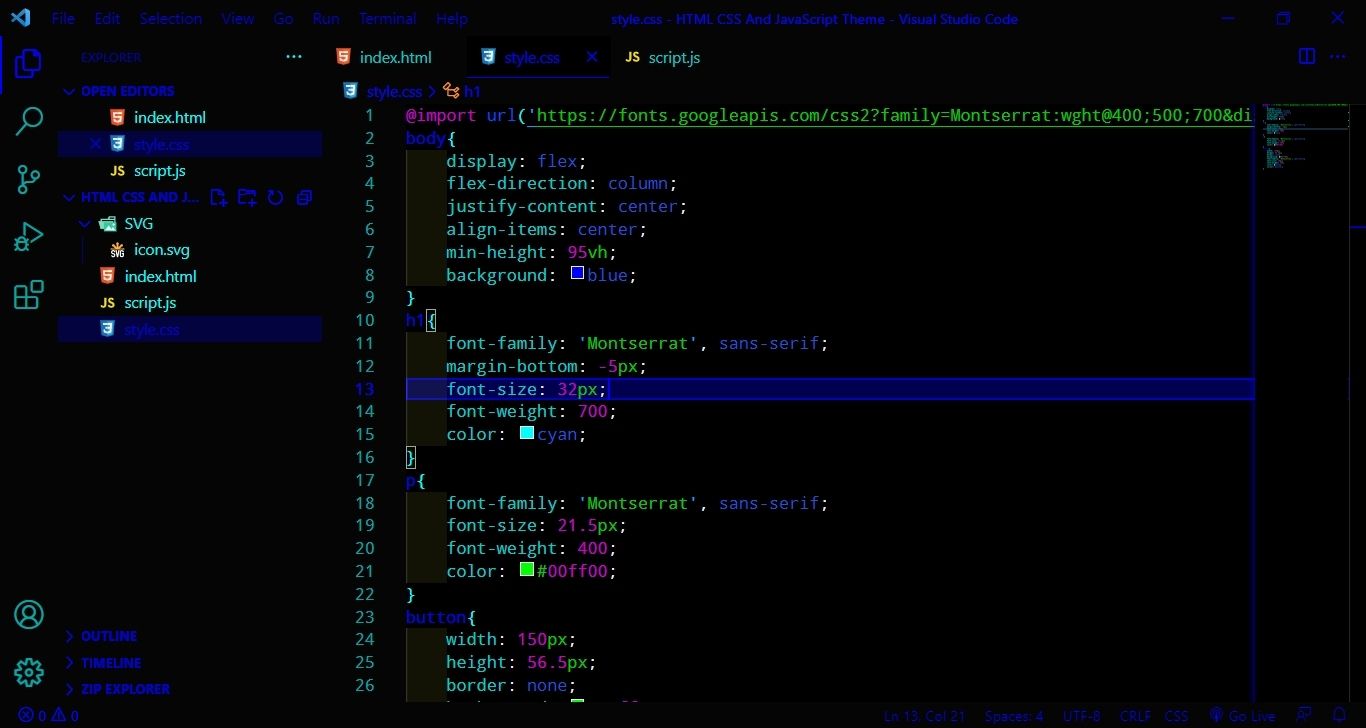 File Edit Selection View Go Run Terminal Help
style.css - HTML CSS And JavaScript Theme - Visual Studio Code
EXPLORER
OPEN EDITORS
index.html
style.css
JS script.js
HTML CSS AND J...
SVG
SVG icon.svg
index.html
JS script.js
style.css
OUTLINE
TIMELINE
ZIP EXPLORER
index.html
style.css
JS script.js
style.css > h1
1 @import url('https://fonts.googleapis.com/css2?family=Montserrat:wght@400;500;700&di
2 body{
3 display: flex;
4 flex-direction: column;
5 justify-content: center;
6 align-items: center;
7 min-height: 95vh;
8 background: blue;
9 }
10 h1{
11 font-family: 'Montserrat', sans-serif;
12 margin-bottom: -5px;
13 font-size: 32px;
14 font-weight: 700;
15 color: cyan;
16 }
17 p{
18 font-family: 'Montserrat', sans-serif;
19 font-size: 21.5px;
20 font-weight: 400;
21 color: #00ff00;
22 }
23 button{
24 width: 150px;
25 height: 56.5px;
26 border: none;
0 0
Ln 13, Col 21 Spaces: 4 UTF-8 CRLF CSS Go Live